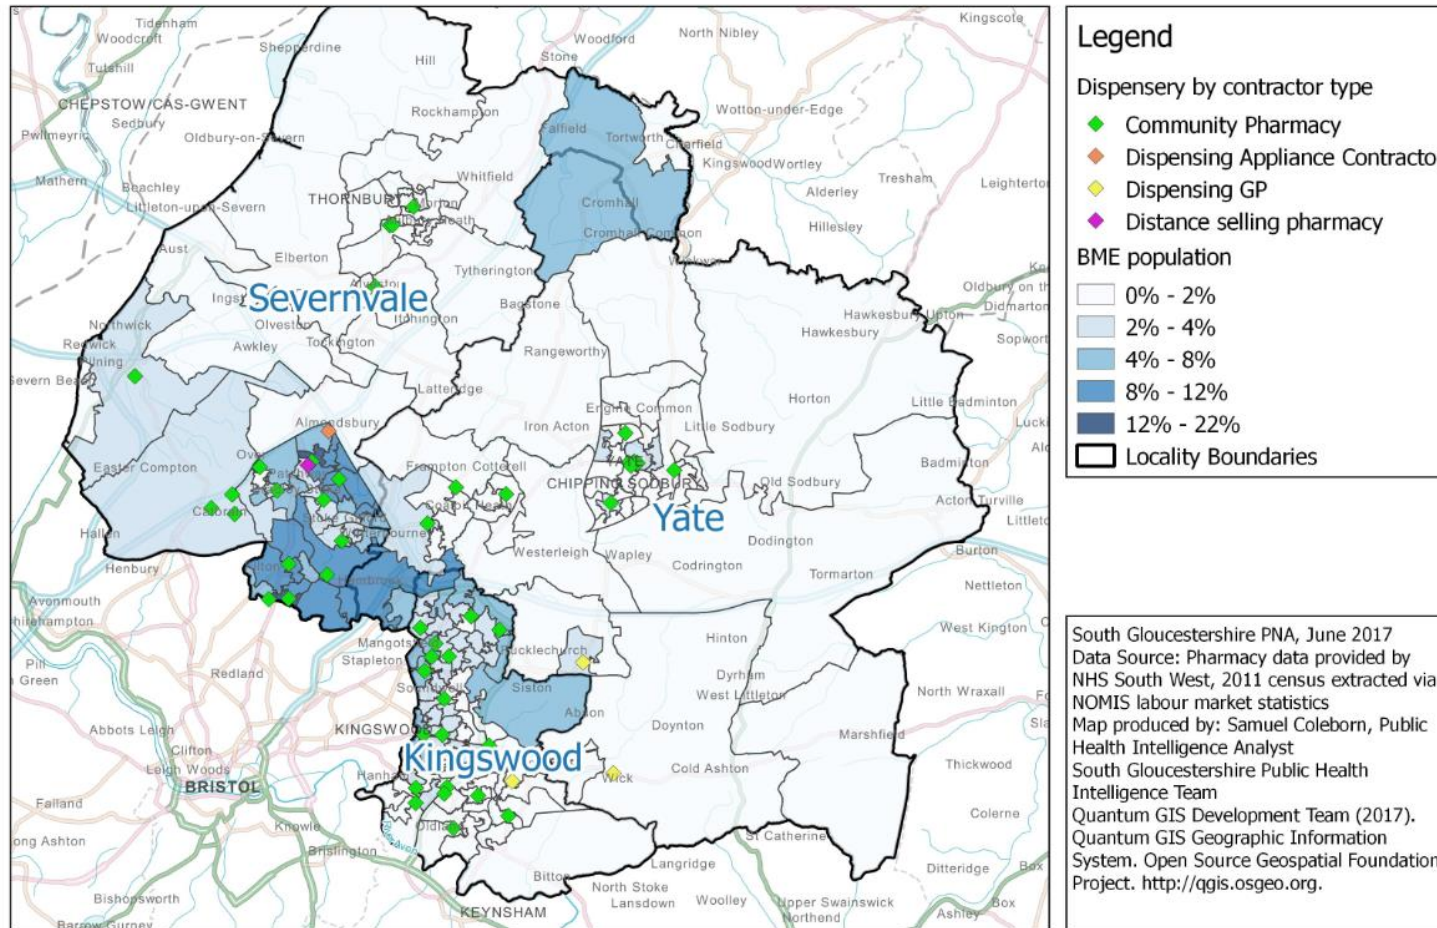 Tidenham
Woodcroft
Tutshill
Shepperdine
Hill
Woodford
Stone
North Nibley
Kingscote
CHEPSTOW/CAS-GWENT
Sedbury
Pwllmeyric
Oldbury-on-Severn
Rockhampton
Falfield
Tortworth
Charfield
Wotton-under-Edge
Kingswood
Wortley
Mathern
Beachley
Littleton-upon-Severn
THORNBURY
Morton
Whitfield
Cromhall
Cromhall Common
Alderley
Tresham
Leighterton
Hillesley
Aust
Elberton
Tytherington
Wickwar
Severnvale
Itchington
Bagstone
Northwick
Olveston
Tockington
Awkley
Redwick
Pilning
Severn Beach
Rangeworthy
Hawkesbury Upton
Hawkesbury
Didmarton
Latteridge
Horton
Little Badminton
Almondsbury
Engine Common
Iron Acton
Little Sodbury
Easter Compton
Frampton Cotterell
YATE
CHIPPING SODBURY
Old Sodbury
Badminton
Acton Turville
Yate
Hallen
Henbury
Westerleigh
Wapley
Dodington
Codrington
Tormarton
Burton
Nettleton
Avonmouth
Hambrook
Mangotsfield
Stapleton
Pucklechurch
Hinton
West Kington
Pill
Redland
Siston
Dyrham
West Littleton
North Wraxall
Abbots Leigh
KINGSWOOD
Abson
Doynton
Marshfield
Clifton
Leigh Woods
Kingswood
Hanham
Wick
Cold Ashton
Thickwood
BRISTOL
Failand
Knowle
Colerne
Brislington
St Catherine
Langridge
Ditteridge
Box
Bitton
Bishopsworth
North Stoke
Lansdown
Woolley
Upper Swainswick
Northend
KEYNSHAM
Ashley
Box
Barrow Gurney
Legend
Dispensery by contractor type
Community Pharmacy
Dispensing Appliance Contracto
Dispensing GP
Distance selling pharmacy
BME population
0% - 2%
2% - 4%
4% - 8%
8% - 12%
12% - 22%
Locality Boundaries
South Gloucestershire PNA, June 2017
Data Source: Pharmacy data provided by
NHS South West, 2011 census extracted via
NOMIS labour market statistics
Map produced by: Samuel Coleborn, Public
Health Intelligence Analyst
South Gloucestershire Public Health
Intelligence Team
Quantum GIS Development Team (2017).
Quantum GIS Geographic Information
System. Open Source Geospatial Foundation
Project. http://qgis.osgeo.org.